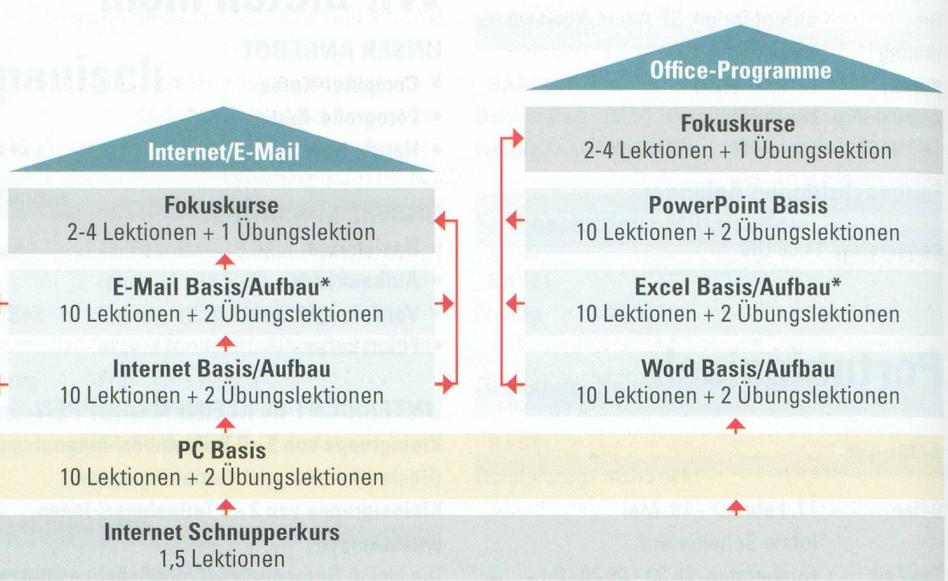 Office-Programme
Fokuskurse
2-4 Lektionen + 1 Übungslektion
PowerPoint Basis
10 Lektionen + 2 Übungslektionen
Excel Basis/Aufbau*
10 Lektionen + 2 Übungslektionen
Word Basis/Aufbau
10 Lektionen + 2 Übungslektionen
Internet/E-Mail
Fokuskurse
2-4 Lektionen + 1 Übungslektion
E-Mail Basis/Aufbau*
10 Lektionen + 2 Übungslektionen
Internet Basis/Aufbau
10 Lektionen + 2 Übungslektionen
PC Basis
10 Lektionen + 2 Übungslektionen
Internet Schnupperkurs
1,5 Lektionen